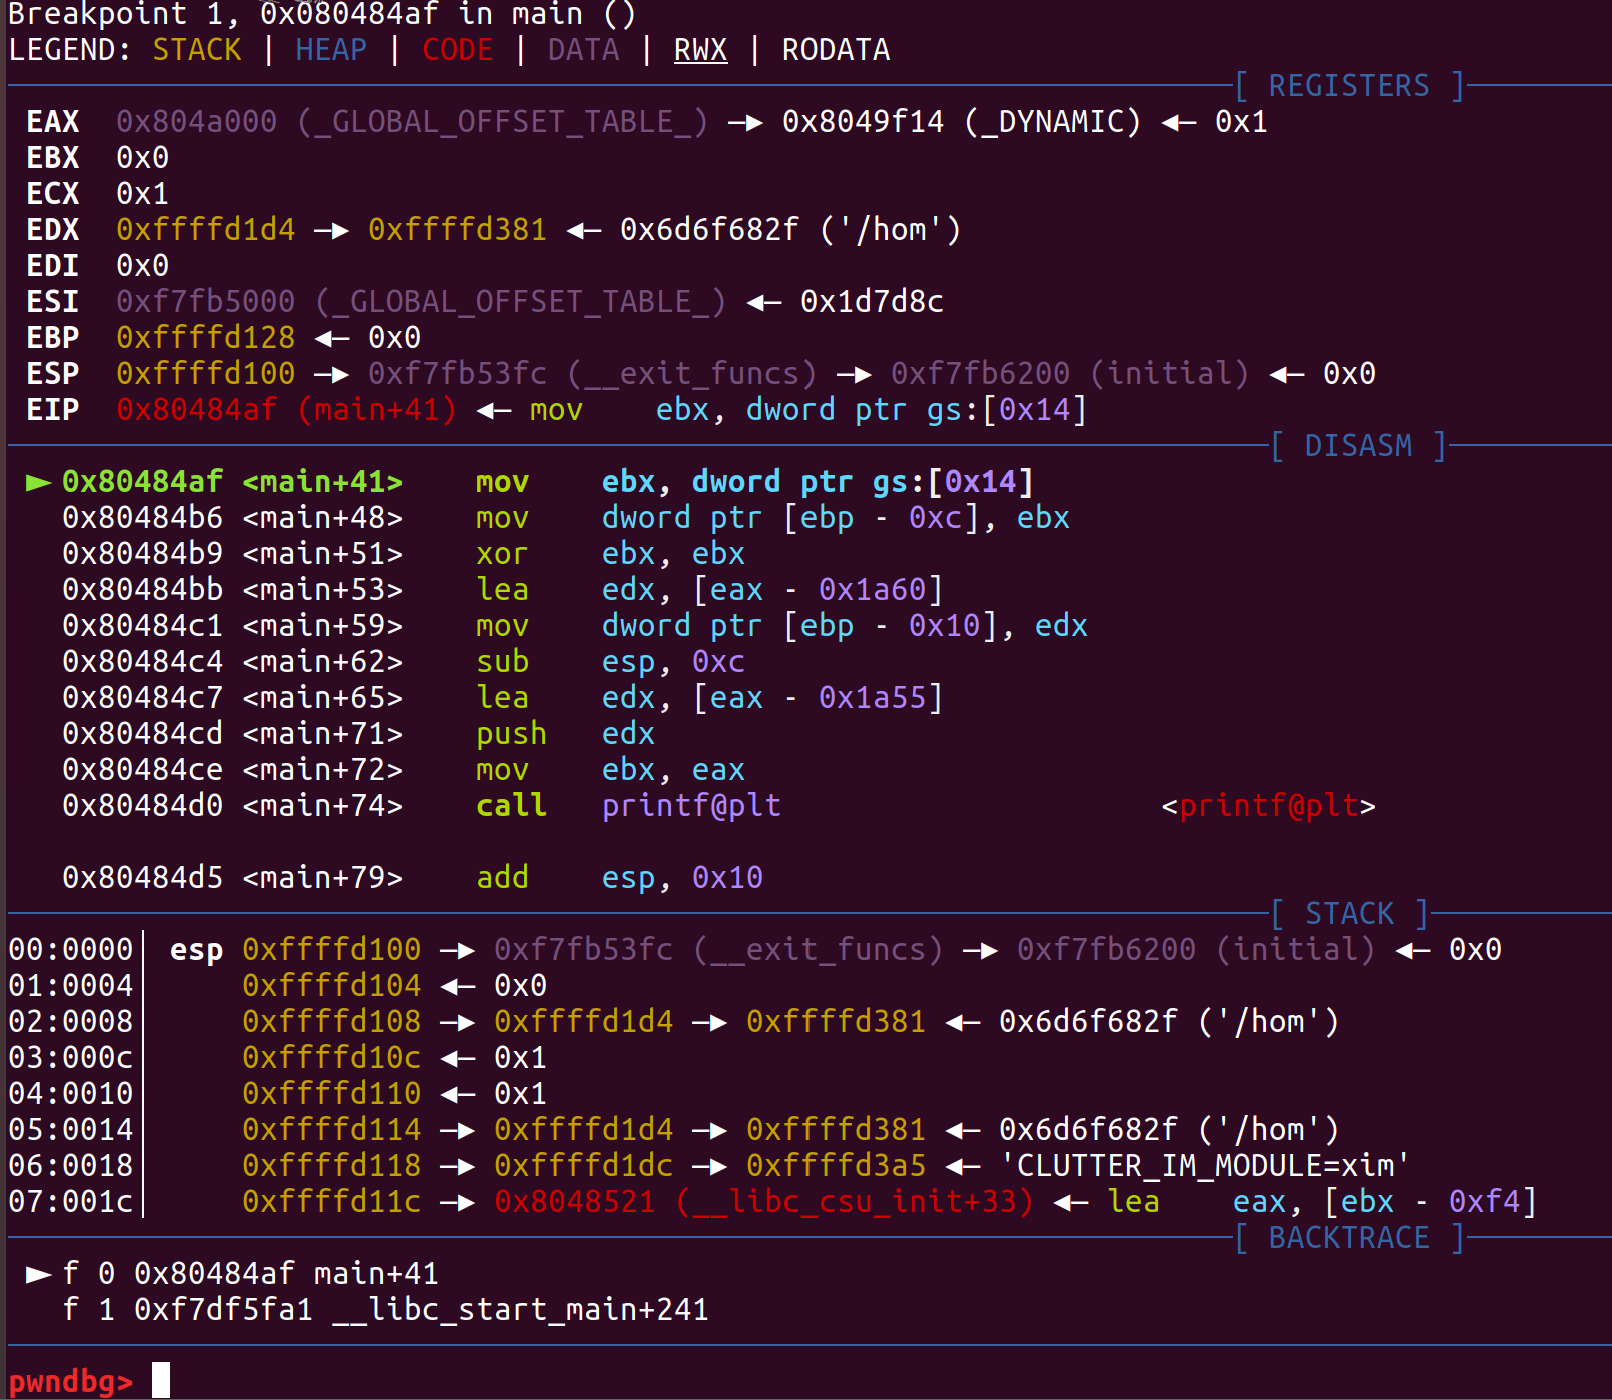 Breakpoint 1, 0x080484af in main ()
LEGEND: STACK | HEAP | CODE | DATA | RWX | RODATA
[ REGISTERS ]
EAX  0x804a000 (_GLOBAL_OFFSET_TABLE_) —▸ 0x8049f14 (_DYNAMIC) ◂— 0x1
EBX  0x0
ECX  0x1
EDX  0xffffd1d4 —▸ 0xffffd381 ◂— 0x6d6f682f ('/hom')
EDI  0x0
ESI  0xf7fb5000 (_GLOBAL_OFFSET_TABLE_) ◂— 0x1d7d8c
EBP  0xffffd128 ◂— 0x0
ESP  0xffffd100 —▸ 0xf7fb53fc (__exit_funcs) —▸ 0xf7fb6200 (initial) ◂— 0x0
EIP  0x80484af (main+41) ◂— mov    ebx, dword ptr gs:[0x14]
[ DISASM ]
► 0x80484af <main+41>    mov    ebx, dword ptr gs:[0x14]
0x80484b6 <main+48>    mov    dword ptr [ebp - 0xc], ebx
0x80484b9 <main+51>    xor    ebx, ebx
0x80484bb <main+53>    lea    edx, [eax - 0x1a60]
0x80484c1 <main+59>    mov    dword ptr [ebp - 0x10], edx
0x80484c4 <main+62>    sub    esp, 0xc
0x80484c7 <main+65>    lea    edx, [eax - 0x1a55]
0x80484cd <main+71>    push   edx
0x80484ce <main+72>    mov    ebx, eax
0x80484d0 <main+74>    call   printf@plt                     <printf@plt>
0x80484d5 <main+79>    add    esp, 0x10
[ STACK ]
00:0000│ esp 0xffffd100 —▸ 0xf7fb53fc (__exit_funcs) —▸ 0xf7fb6200 (initial) ◂— 0x0
01:0004│     0xffffd104 ◂— 0x0
02:0008│     0xffffd108 —▸ 0xffffd1d4 —▸ 0xffffd381 ◂— 0x6d6f682f ('/hom')
03:000c│     0xffffd10c ◂— 0x1
04:0010│     0xffffd110 ◂— 0x1
05:0014│     0xffffd114 —▸ 0xffffd1d4 —▸ 0xffffd381 ◂— 0x6d6f682f ('/hom')
06:0018│     0xffffd118 —▸ 0xffffd1dc —▸ 0xffffd3a5 ◂— 'CLUTTER_IM_MODULE=xim'
07:001c│     0xffffd11c —▸ 0x8048521 (__libc_csu_init+33) ◂— lea    eax, [ebx - 0xf4]
[ BACKTRACE ]
► f 0 0x80484af main+41
f 1 0xf7df5fa1 __libc_start_main+241
pwndbg>